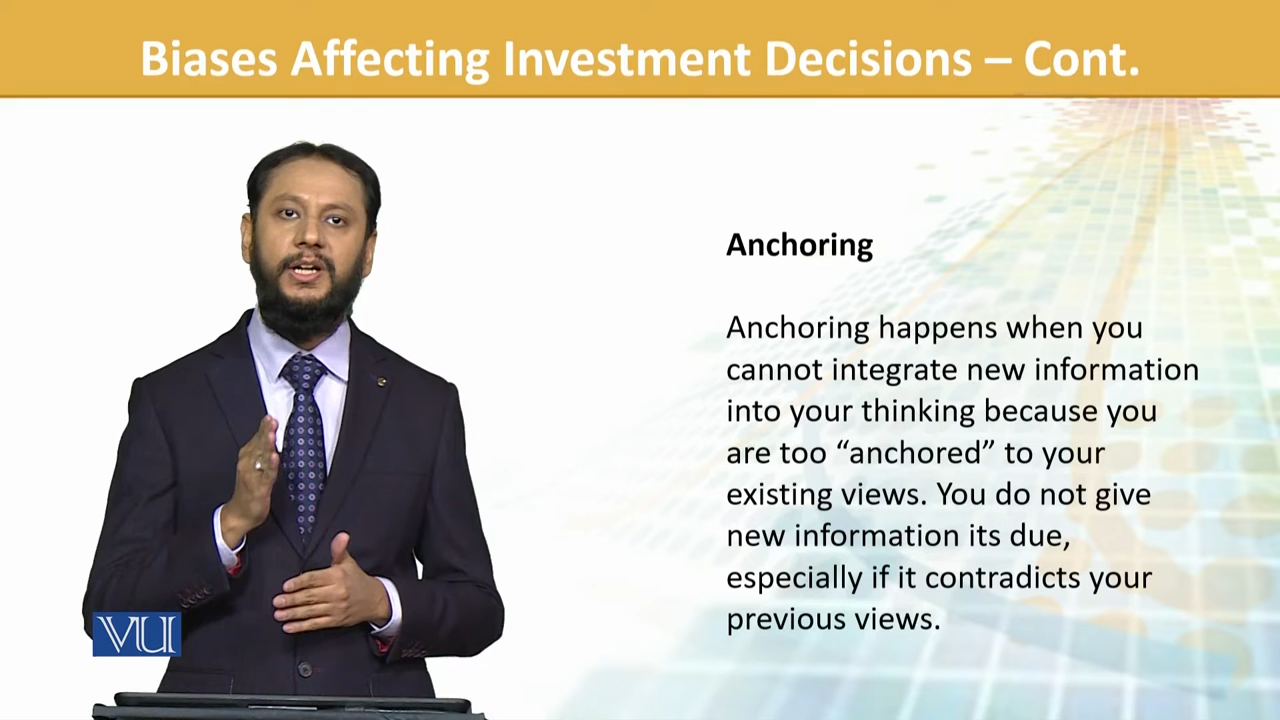 Biases Affecting Investment Decisions – Cont.
Anchoring
Anchoring happens when you
cannot integrate new information
into your thinking because you
are too “anchored” to your
existing views. You do not give
new information its due,
especially if it contradicts your
previous views.
VU